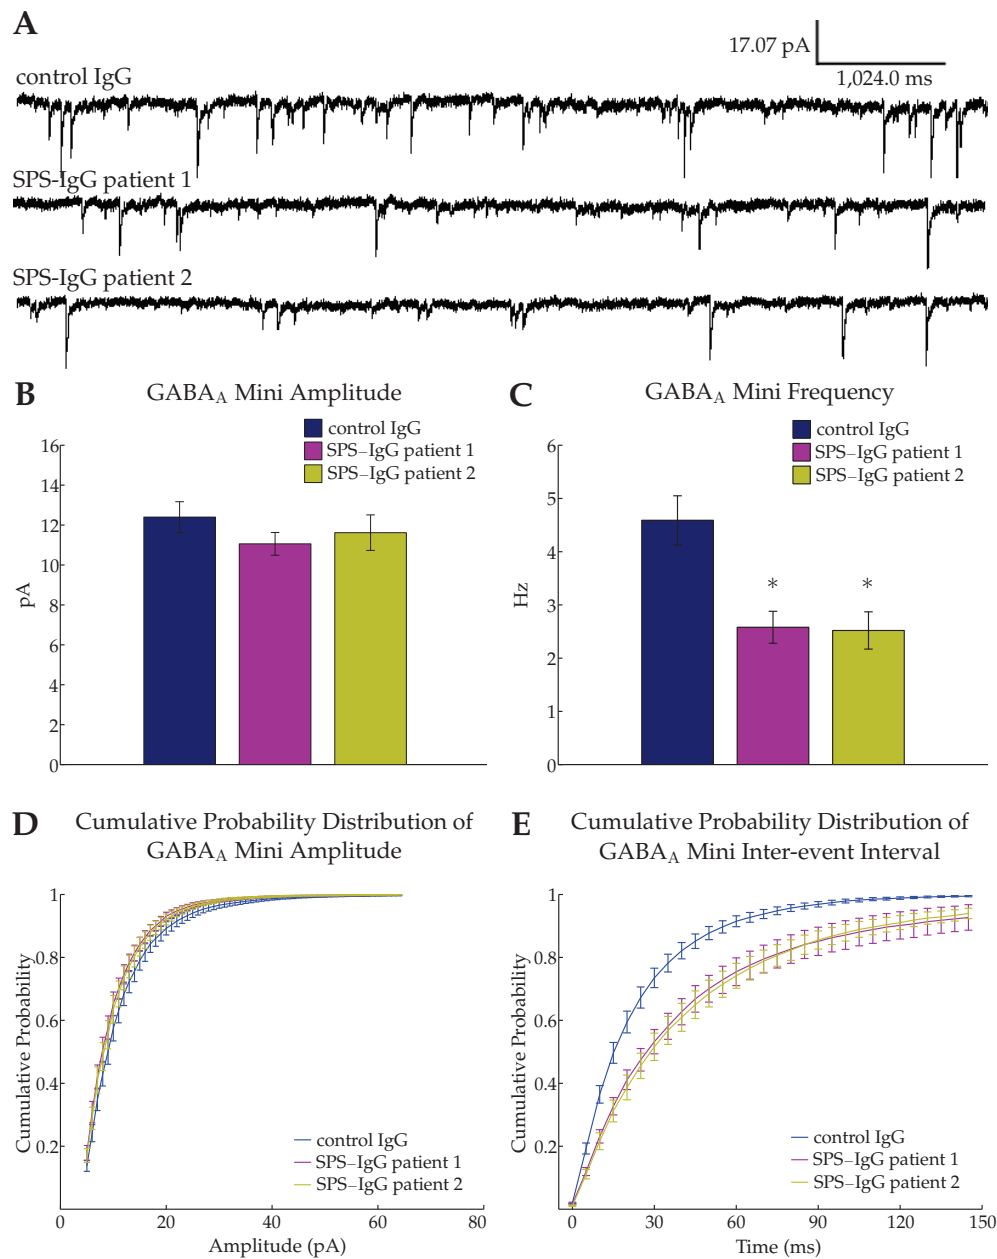 A
17.07 pA
1,024.0 ms
control IgG
SPS-IgG patient 1
SPS-IgG patient 2
B
GABAA Mini Amplitude
control IgG
SPS–IgG patient 1
SPS–IgG patient 2
16
14
12
10
8
6
4
2
0
pA
C
GABAA Mini Frequency
control IgG
SPS–IgG patient 1
SPS–IgG patient 2
6
5
4
3
2
1
0
Hz
*
*
D
Cumulative Probability Distribution of
GABAA Mini Amplitude
1
0.8
0.6
0.4
0.2
Cumulative Probability
control IgG
SPS–IgG patient 1
SPS–IgG patient 2
0 20 40 60 80
Amplitude (pA)
E
Cumulative Probability Distribution of
GABAA Mini Inter-event Interval
1
0.8
0.6
0.4
0.2
Cumulative Probability
control IgG
SPS–IgG patient 1
SPS–IgG patient 2
0 30 60 90 120 150
Time (ms)